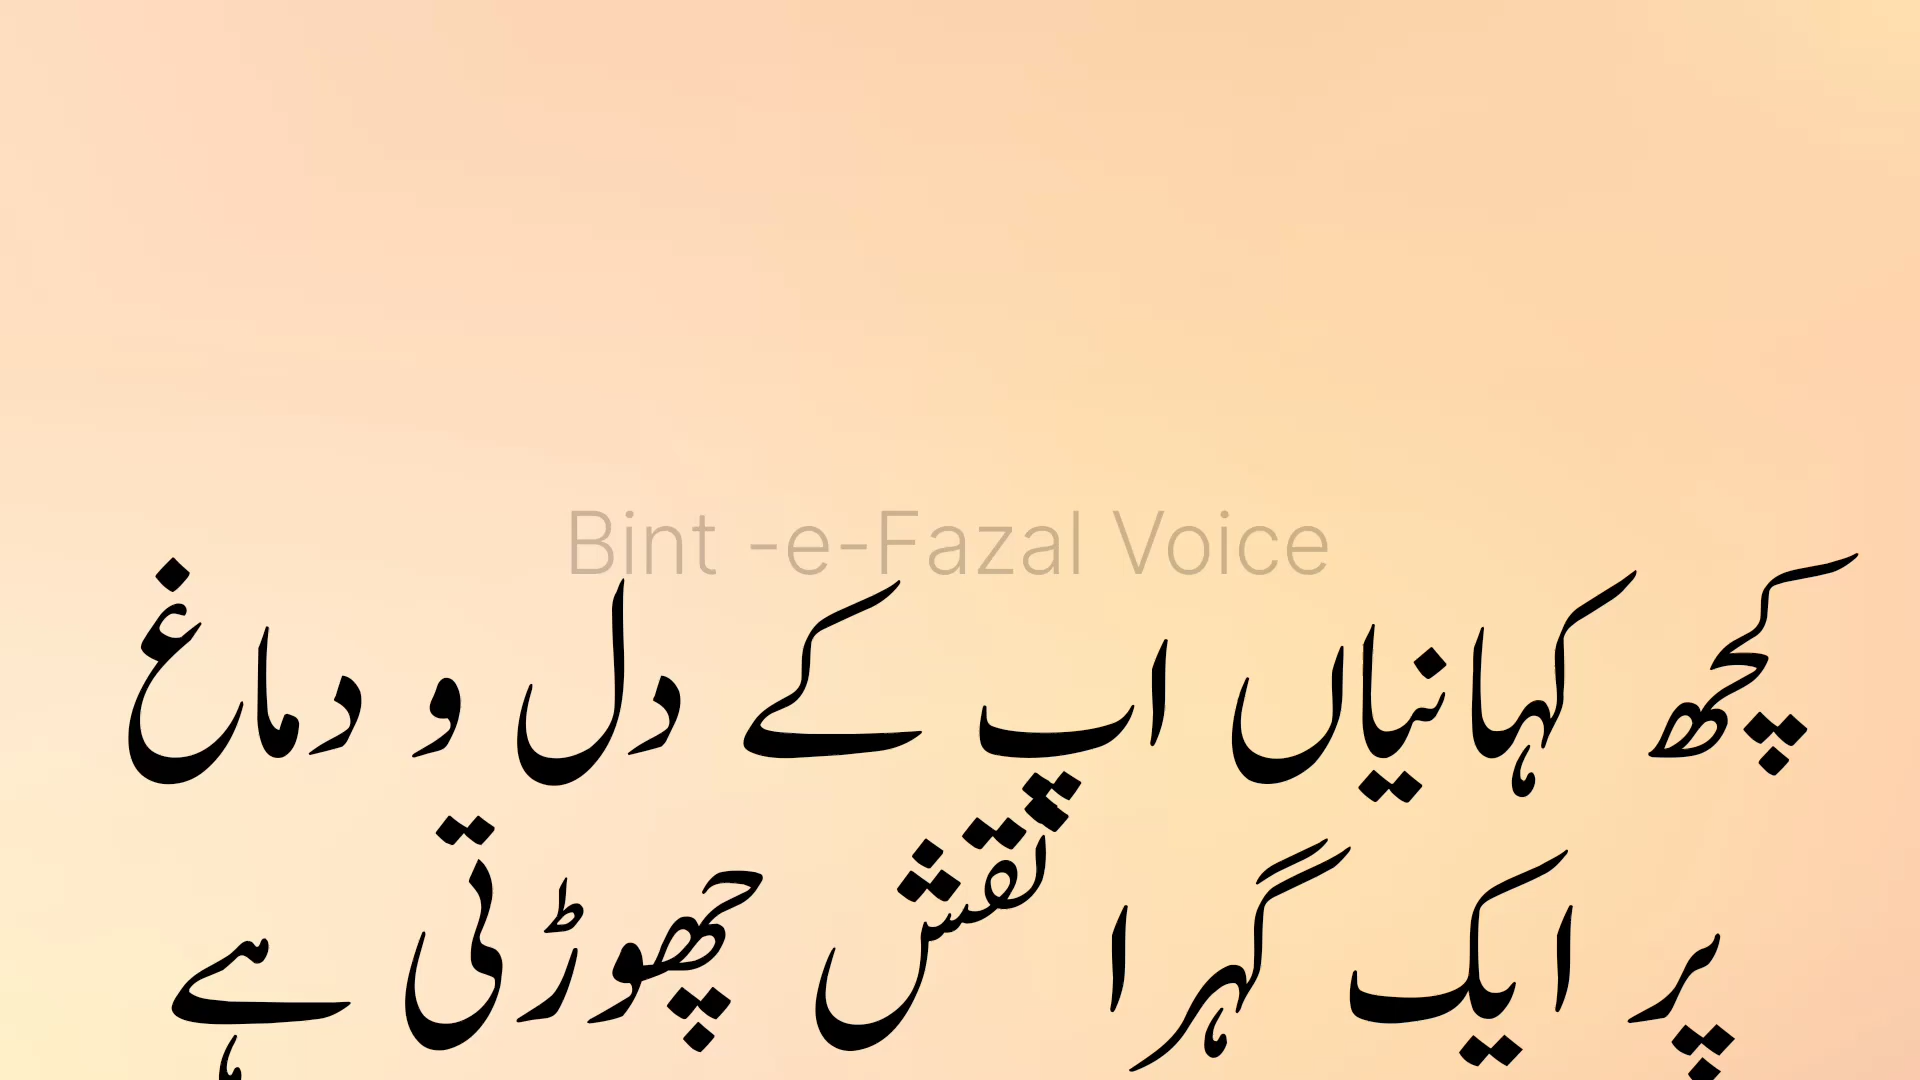 Bint -e-Fazal Voice
کچھ کہانیاں اپ کے دل و دماغ
پر ایک گہرا نقش چھوڑتی ہے